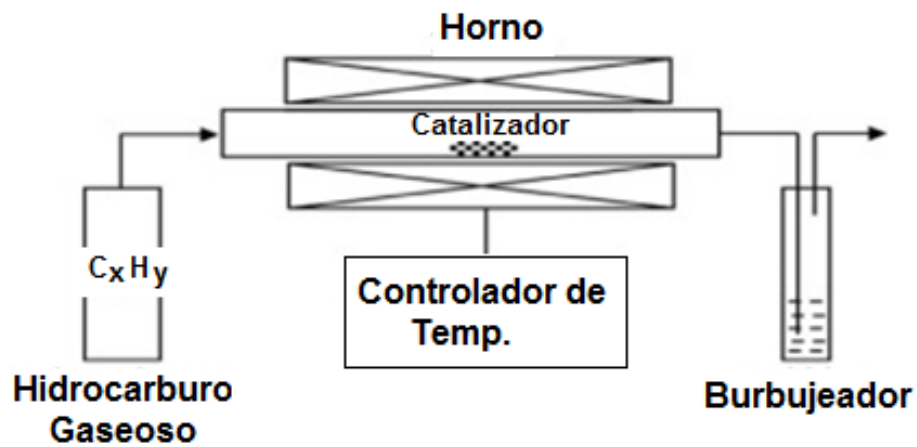 Horno
Catalizador
CxHy
Controlador de
Temp.
Hidrocarburo
Gaseoso
Burbujeador